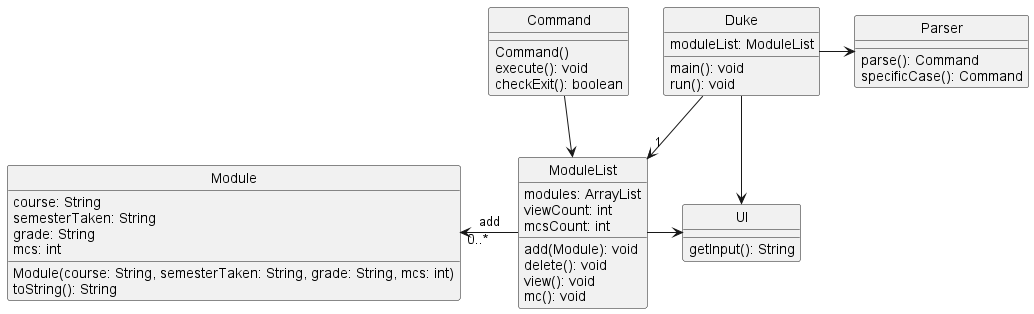 Command
Command()
execute(): void
checkExit(): boolean
Duke
moduleList: ModuleList
main(): void
run(): void
Parser
parse(): Command
specificCase(): Command
1
Module
course: String
semesterTaken: String
grade: String
mcs: int
Module(course: String, semesterTaken: String, grade: String, mcs: int)
toString(): String
add
0..*
ModuleList
modules: ArrayList
viewCount: int
mcsCount: int
add(Module): void
delete(): void
view(): void
mc(): void
UI
getInput(): String